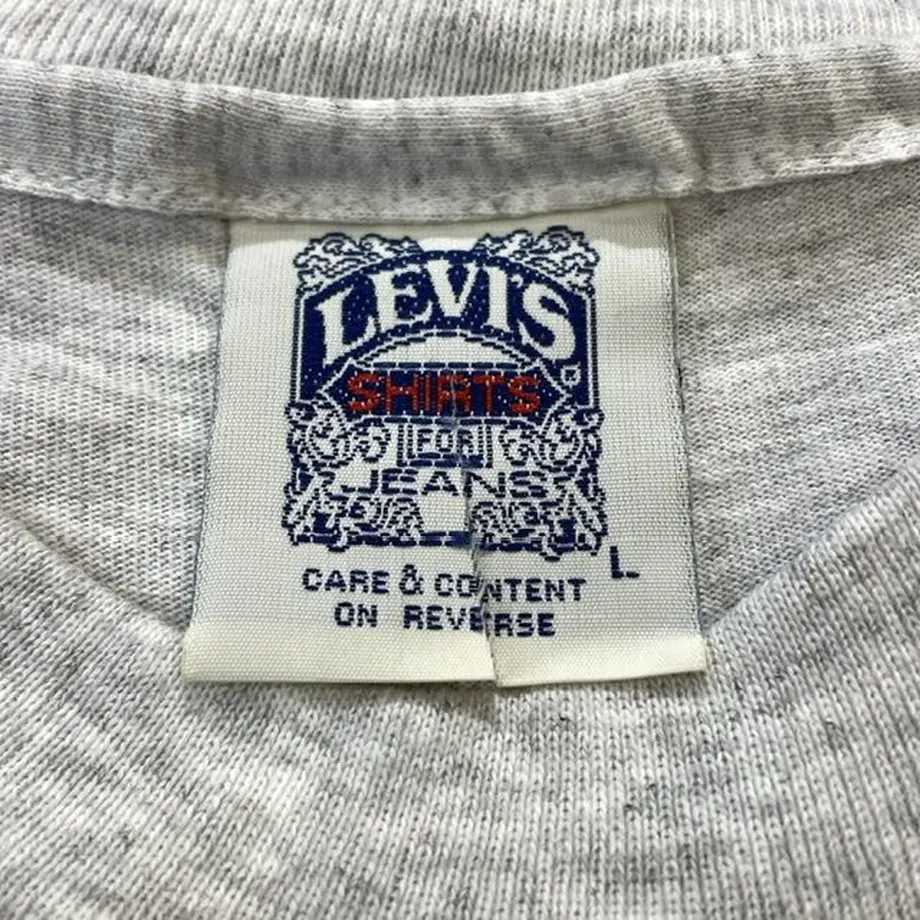 LEVI'S®
SHIRTS
FOR
JEANS
L
CARE & CONTENT
ON REVERSE